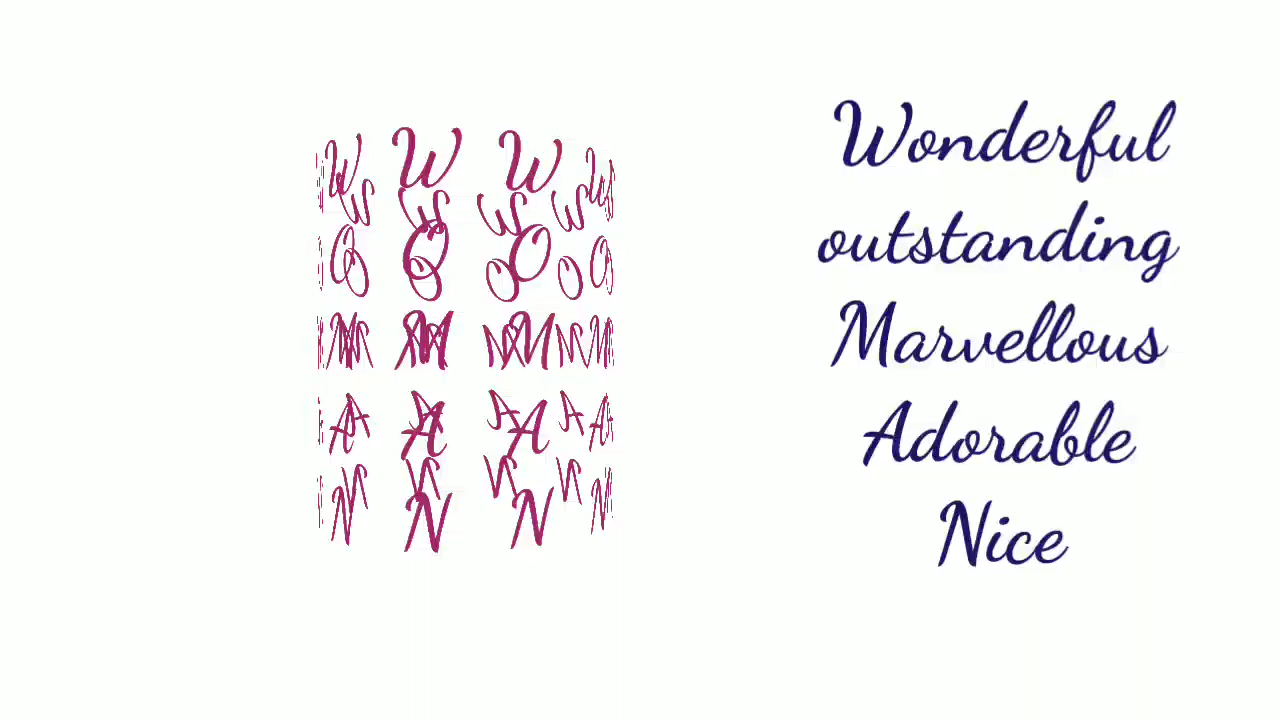 W W W W
W W W
O O O O
O O O
M M M M
A A A A
N N N N
Wonderful
outstanding
Marvellous
Adorable
Nice